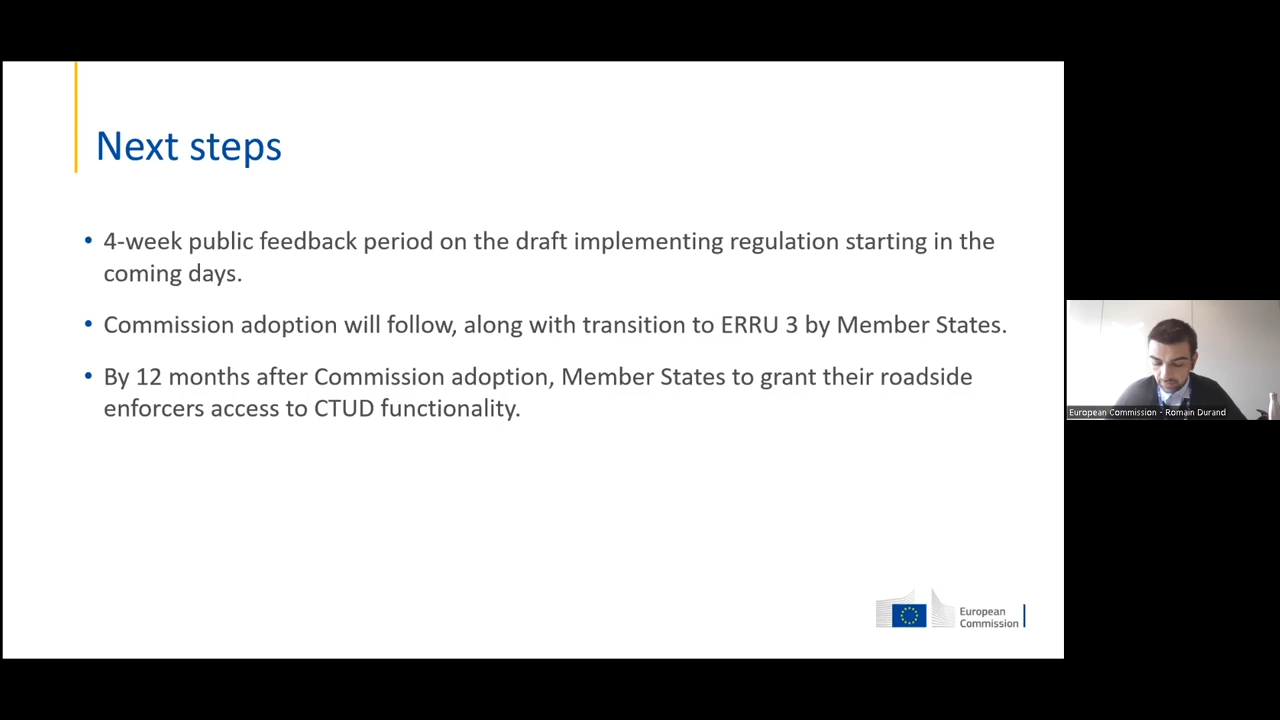 Next steps
• 4-week public feedback period on the draft implementing regulation starting in the
coming days.
• Commission adoption will follow, along with transition to ERRU 3 by Member States.
• By 12 months after Commission adoption, Member States to grant their roadside
enforcers access to CTUD functionality.
European Commission - Romain Durand
European
Commission